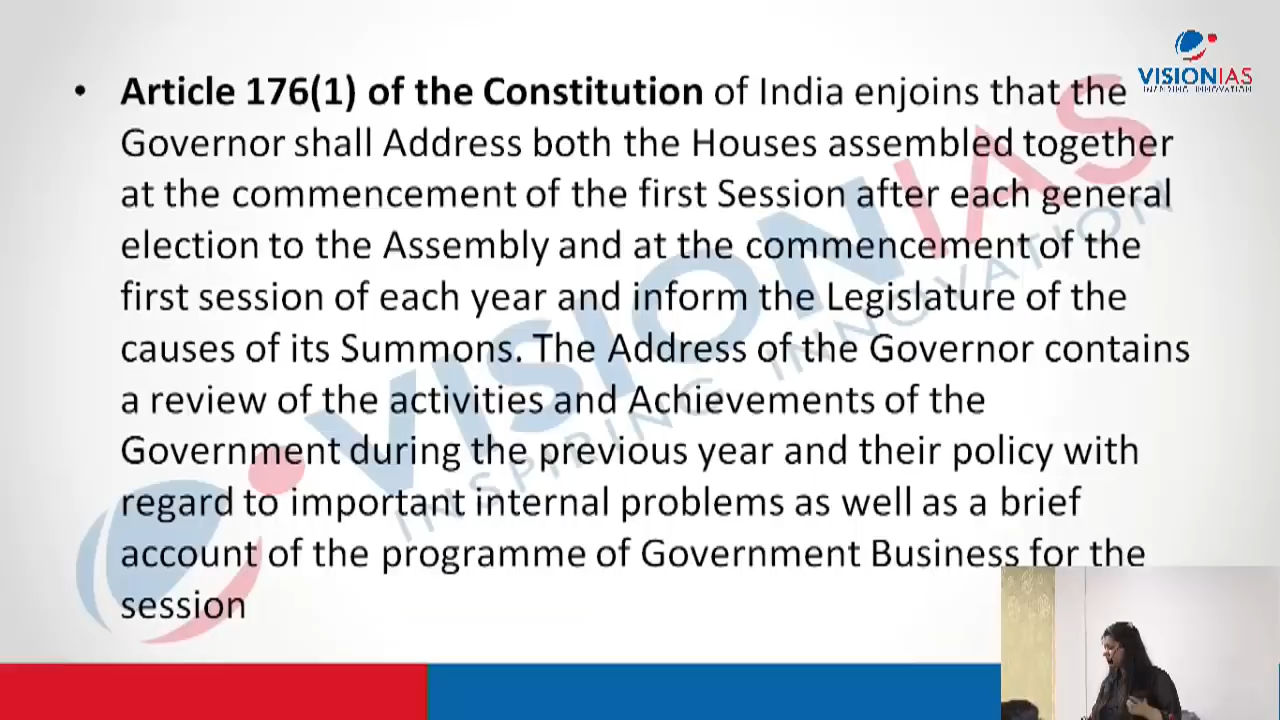 VISIONIAS
INSPIRING INNOVATION
• Article 176(1) of the Constitution of India enjoins that the
Governor shall Address both the Houses assembled together
at the commencement of the first Session after each general
election to the Assembly and at the commencement of the
first session of each year and inform the Legislature of the
causes of its Summons. The Address of the Governor contains
a review of the activities and Achievements of the
Government during the previous year and their policy with
regard to important internal problems as well as a brief
account of the programme of Government Business for the
session
VISIONIAS
INSPIRING INNOVATION